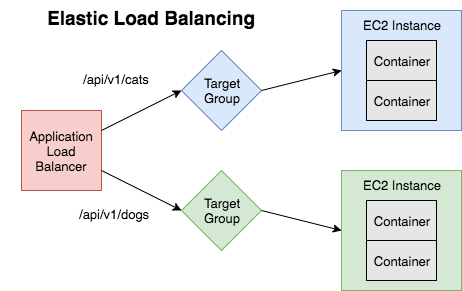 Elastic Load Balancing
EC2 Instance
Container
Container
/api/v1/cats
Target
Group
Application
Load
Balancer
/api/v1/dogs
Target
Group
EC2 Instance
Container
Container